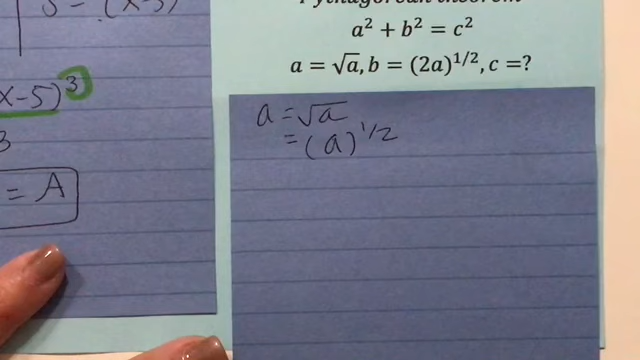 Pythagorean theorem
a² + b² = c²
a = √a, b = (2a)^1/2, c =?
x-5)³
3
= A
a = √a
= (a)^1/2